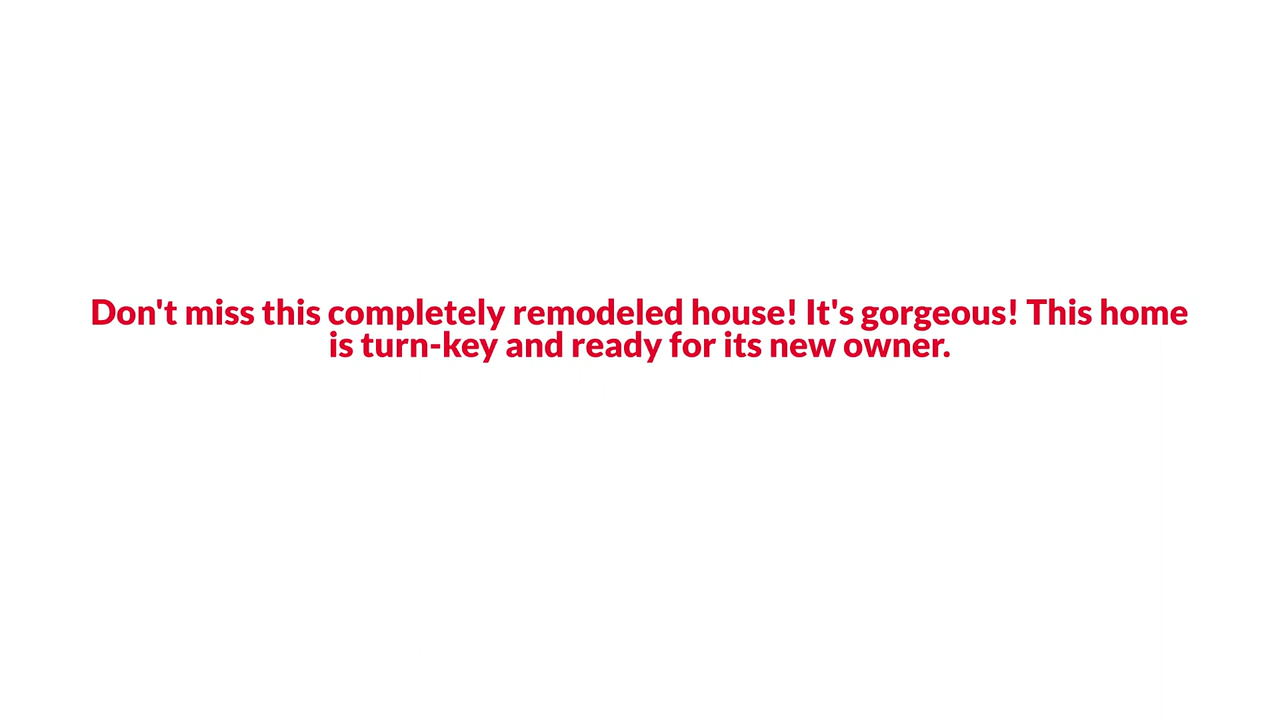 Don't miss this completely remodeled house! It's gorgeous! This home
is turn-key and ready for its new owner.